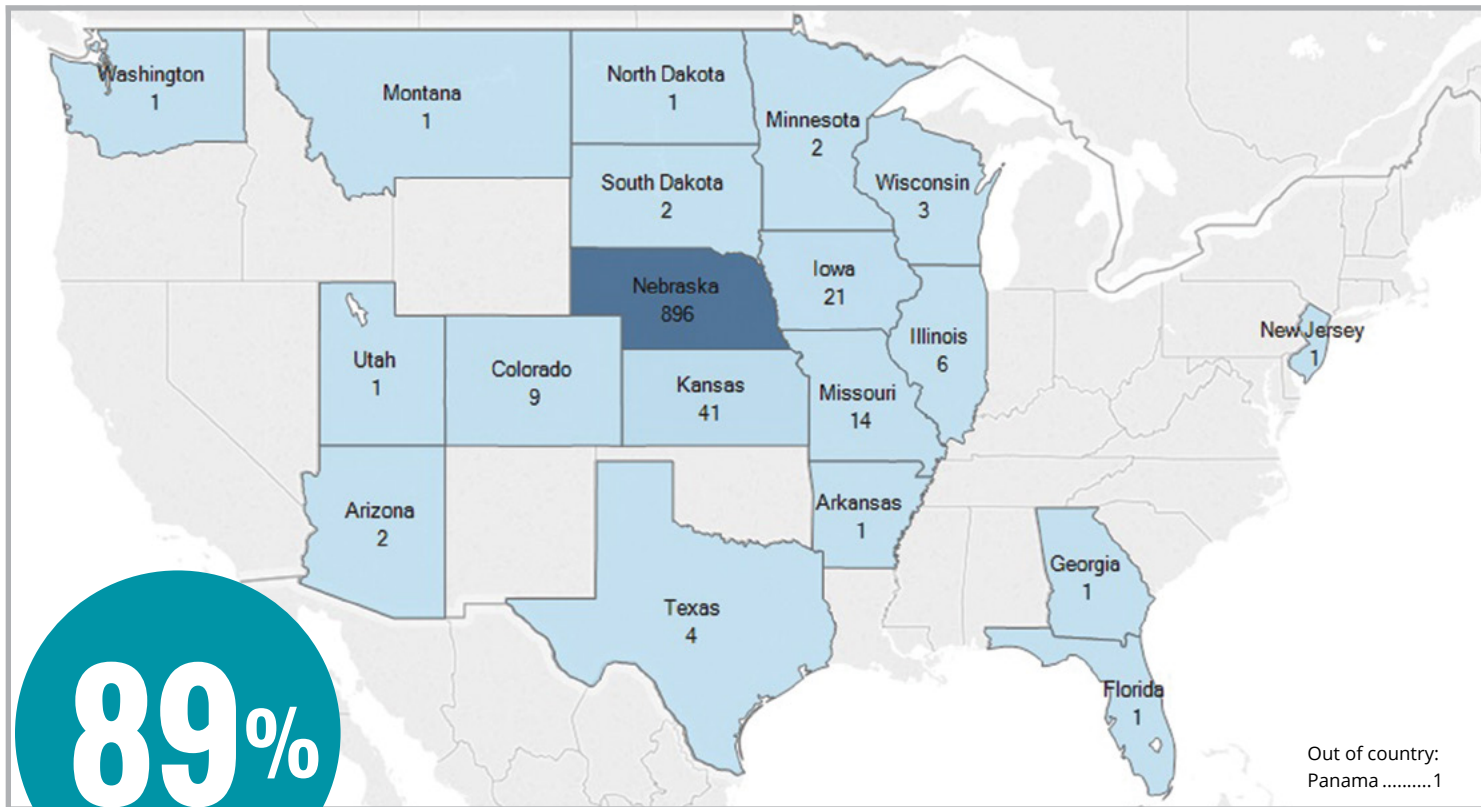 Washington
1
Montana
1
North Dakota
1
Minnesota
2
South Dakota
2
Wisconsin
3
Nebraska
896
Iowa
21
Illinois
6
New Jersey
1
Utah
1
Colorado
9
Kansas
41
Missouri
14
Arizona
2
Arkansas
1
Texas
4
Georgia
1
Florida
1
89%
Out of country:
Panama ..........1